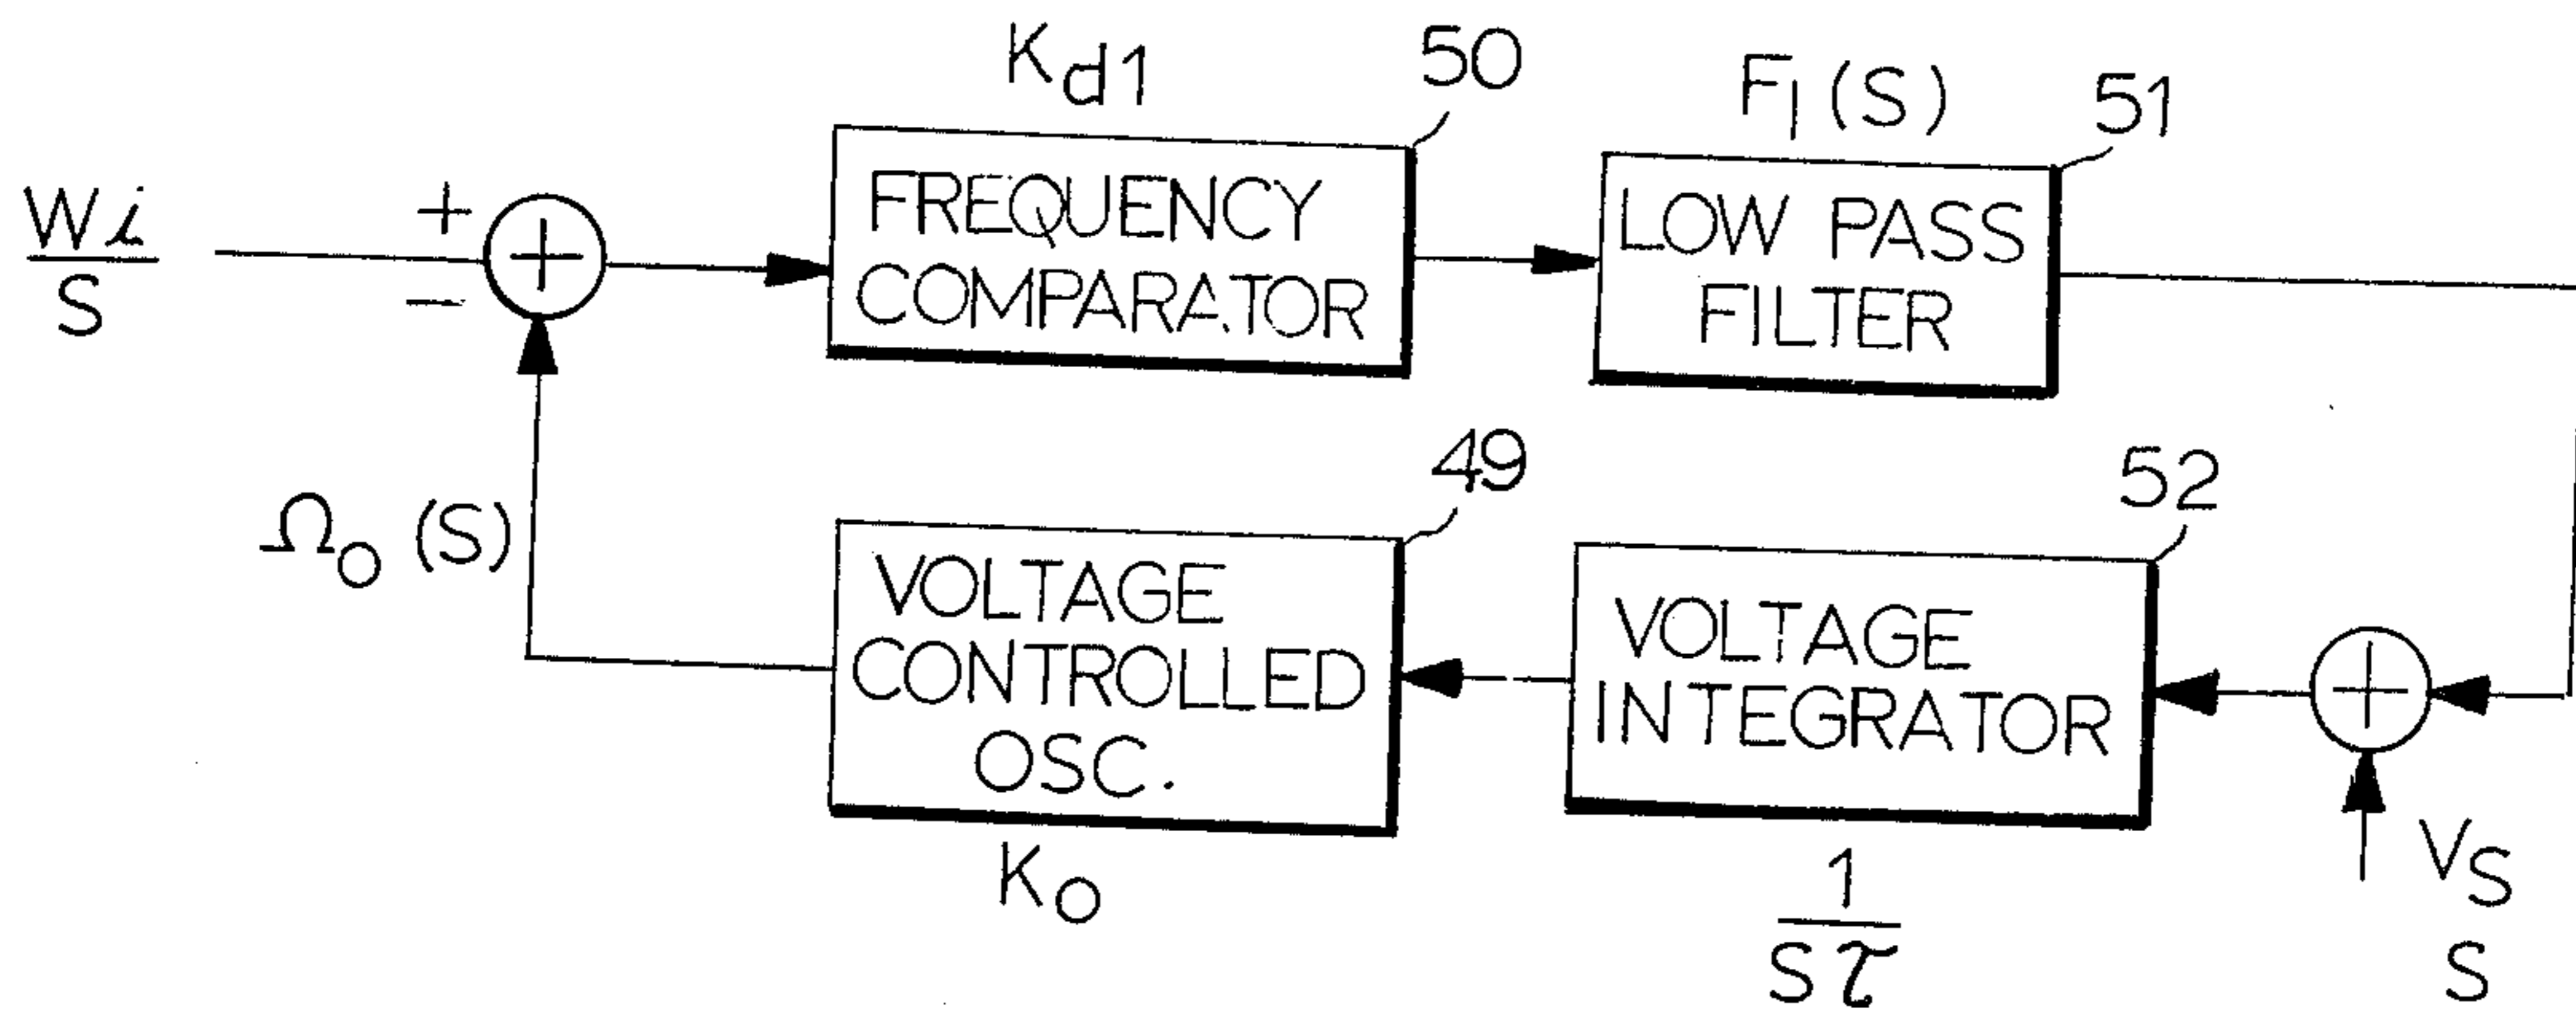 Kd1
50
F1(S)
51
Wi
S
+
−
+
FREQUENCY
COMPARATOR
LOW PASS
FILTER
Ωo (S)
49
VOLTAGE
CONTROLLED
OSC.
Ko
52
VOLTAGE
INTEGRATOR
1
Sτ
+
VS
S